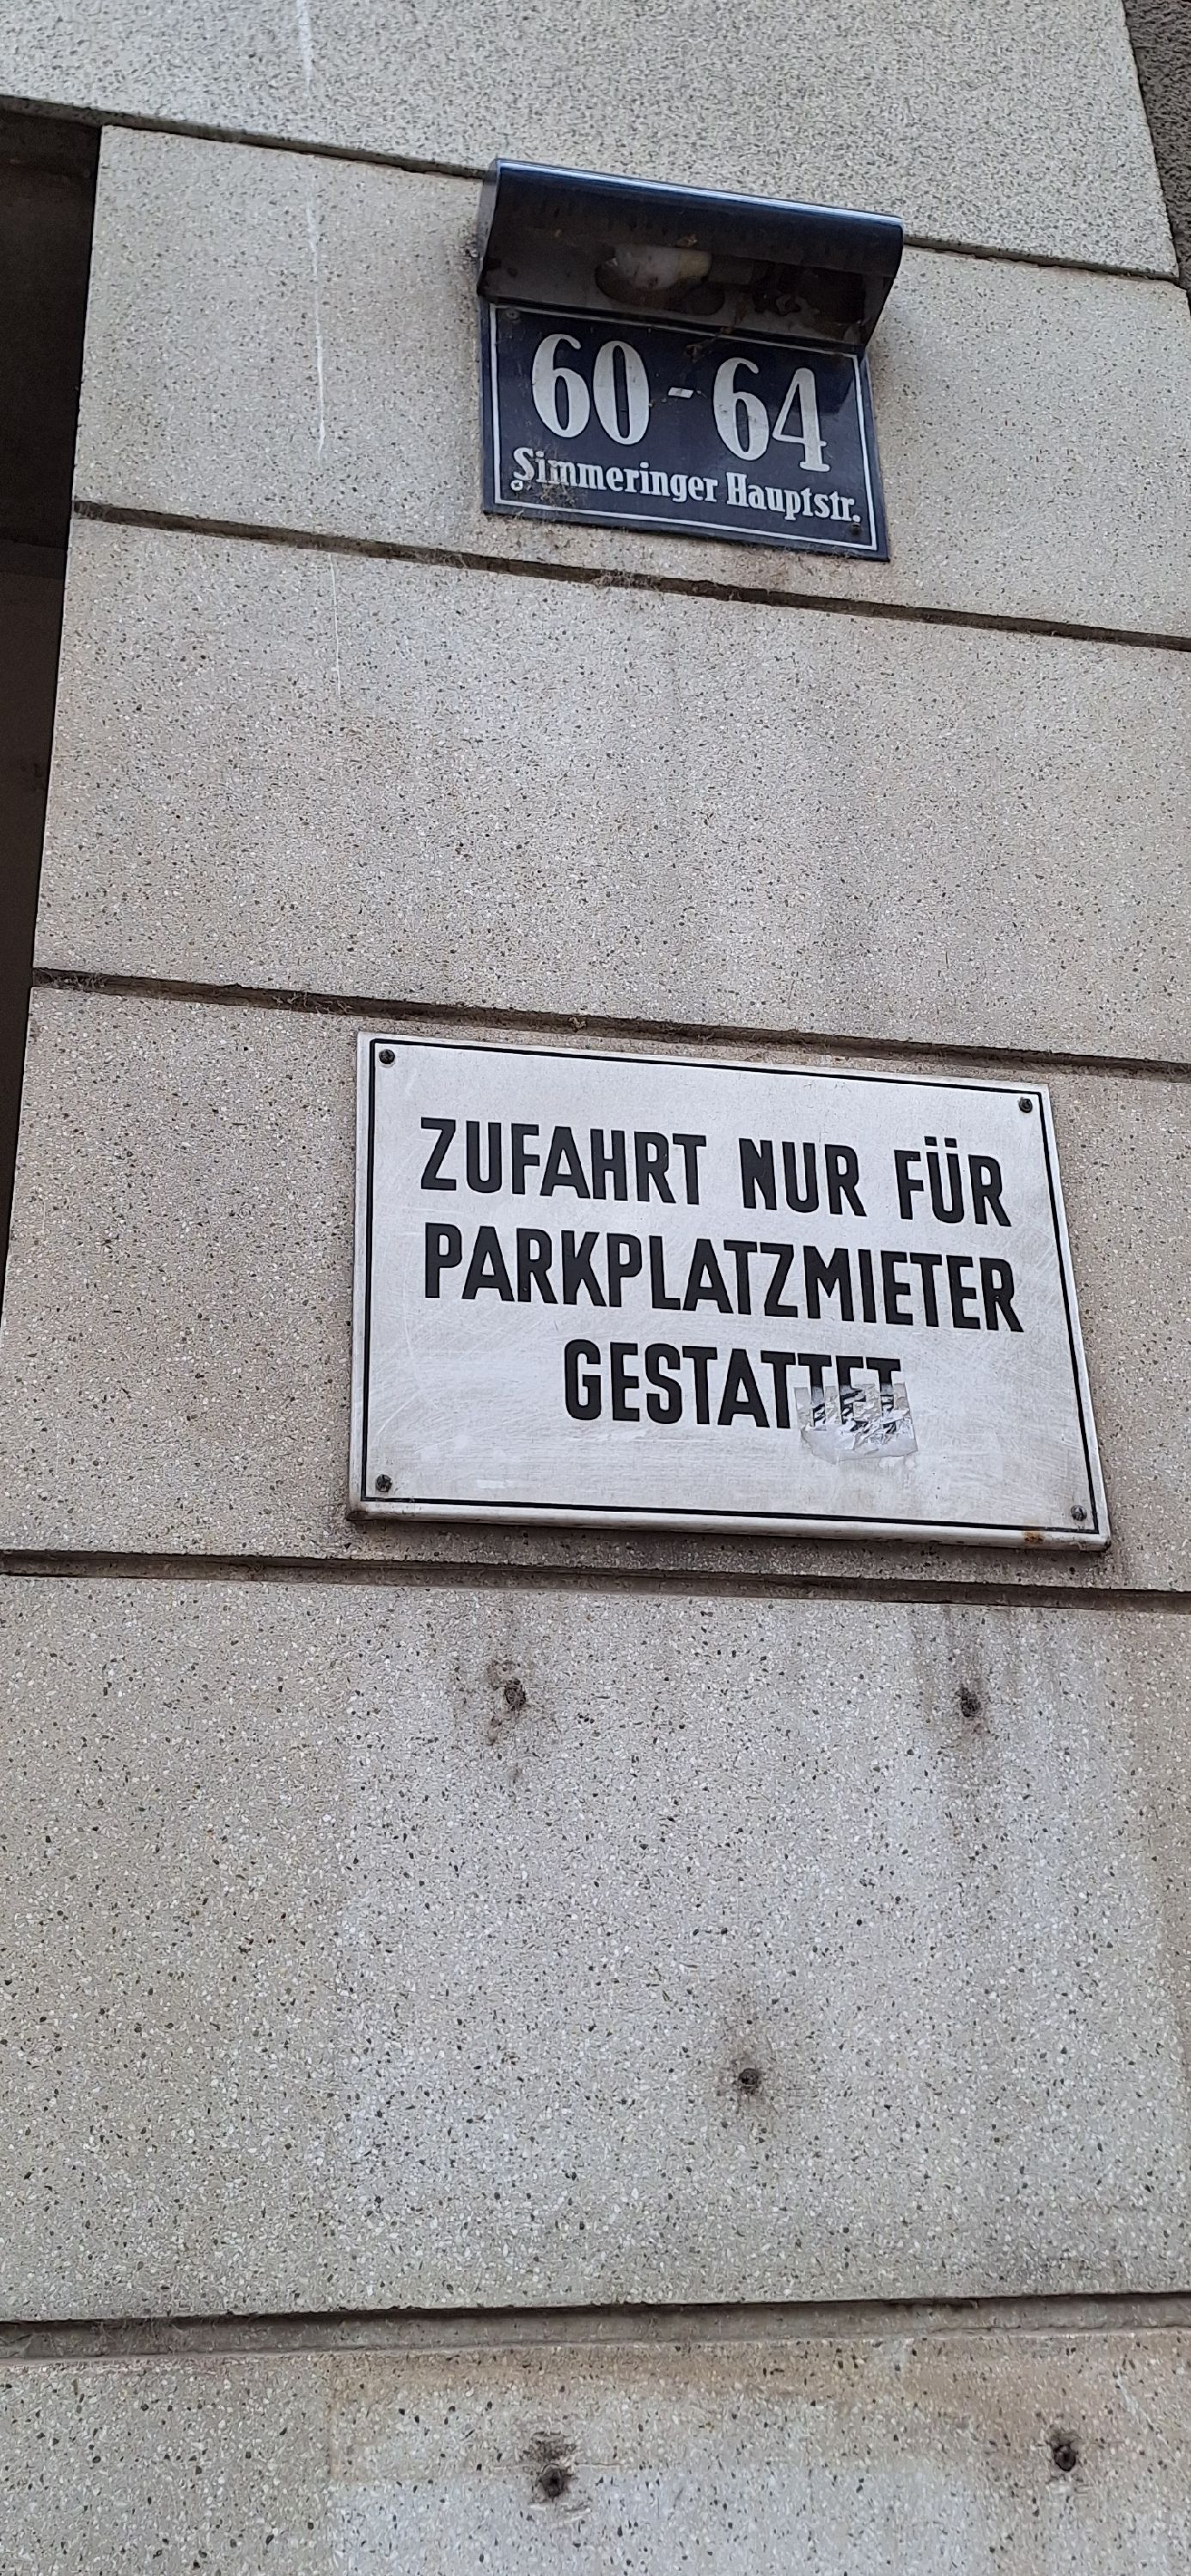 60-64
Simmeringer Hauptstr.
ZUFAHRT NUR FÜR
PARKPLATZMIETER
GESTATTET